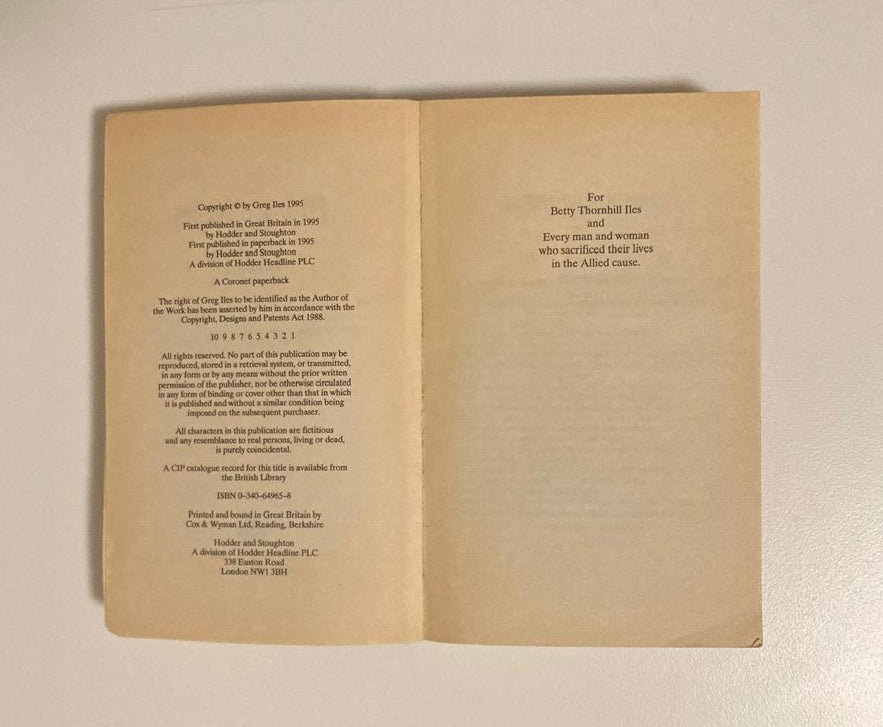 Copyright © by Greg Iles 1995
First published in Great Britain in 1995
by Hodder and Stoughton
First published in paperback in 1995
by Hodder and Stoughton
A division of Hodder Headline PLC
A Coronet paperback
The right of Greg Iles to be identified as the Author of
the Work has been asserted by him in accordance with the
Copyright, Designs and Patents Act 1988.
10 9 8 7 6 5 4 3 2 1
All rights reserved. No part of this publication may be
reproduced, stored in a retrieval system, or transmitted,
in any form or by any means without the prior written
permission of the publisher, nor be otherwise circulated
in any form of binding or cover other than that in which
it is published and without a similar condition being
imposed on the subsequent purchaser.
All characters in this publication are fictitious
and any resemblance to real persons, living or dead,
is purely coincidental.
A CIP catalogue record for this title is available from
the British Library
ISBN 0–340–64965–8
Printed and bound in Great Britain by
Cox & Wyman Ltd, Reading, Berkshire
Hodder and Stoughton
A division of Hodder Headline PLC
338 Euston Road
London NW1 3BH
For
Betty Thornhill Iles
and
Every man and woman
who sacrificed their lives
in the Allied cause.